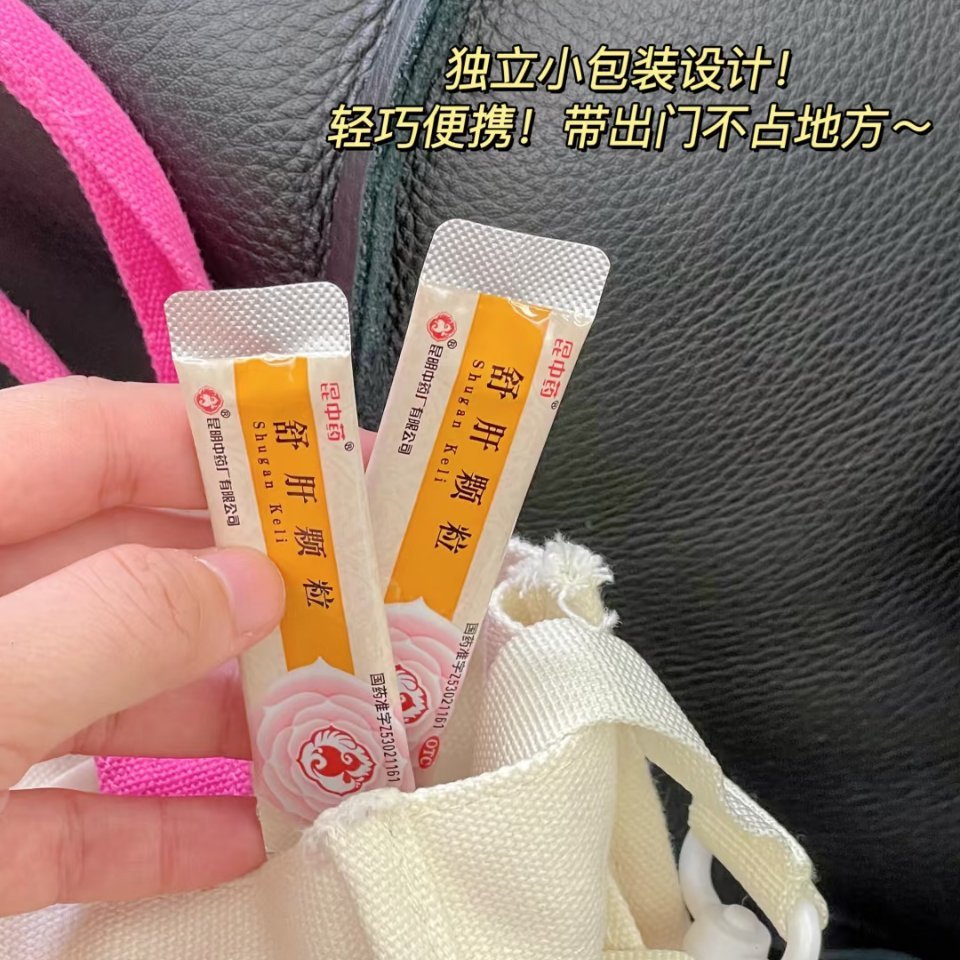 独立小包装设计！
轻巧便携！带出门不占地方～
昆中药®
舒肝颗粒
Shugan Keli
®昆明中药厂有限公司
国药准字Z53021161
昆中药®
舒肝颗粒
Shugan Keli
®昆明中药厂有限公司
国药准字Z53021161
OTC